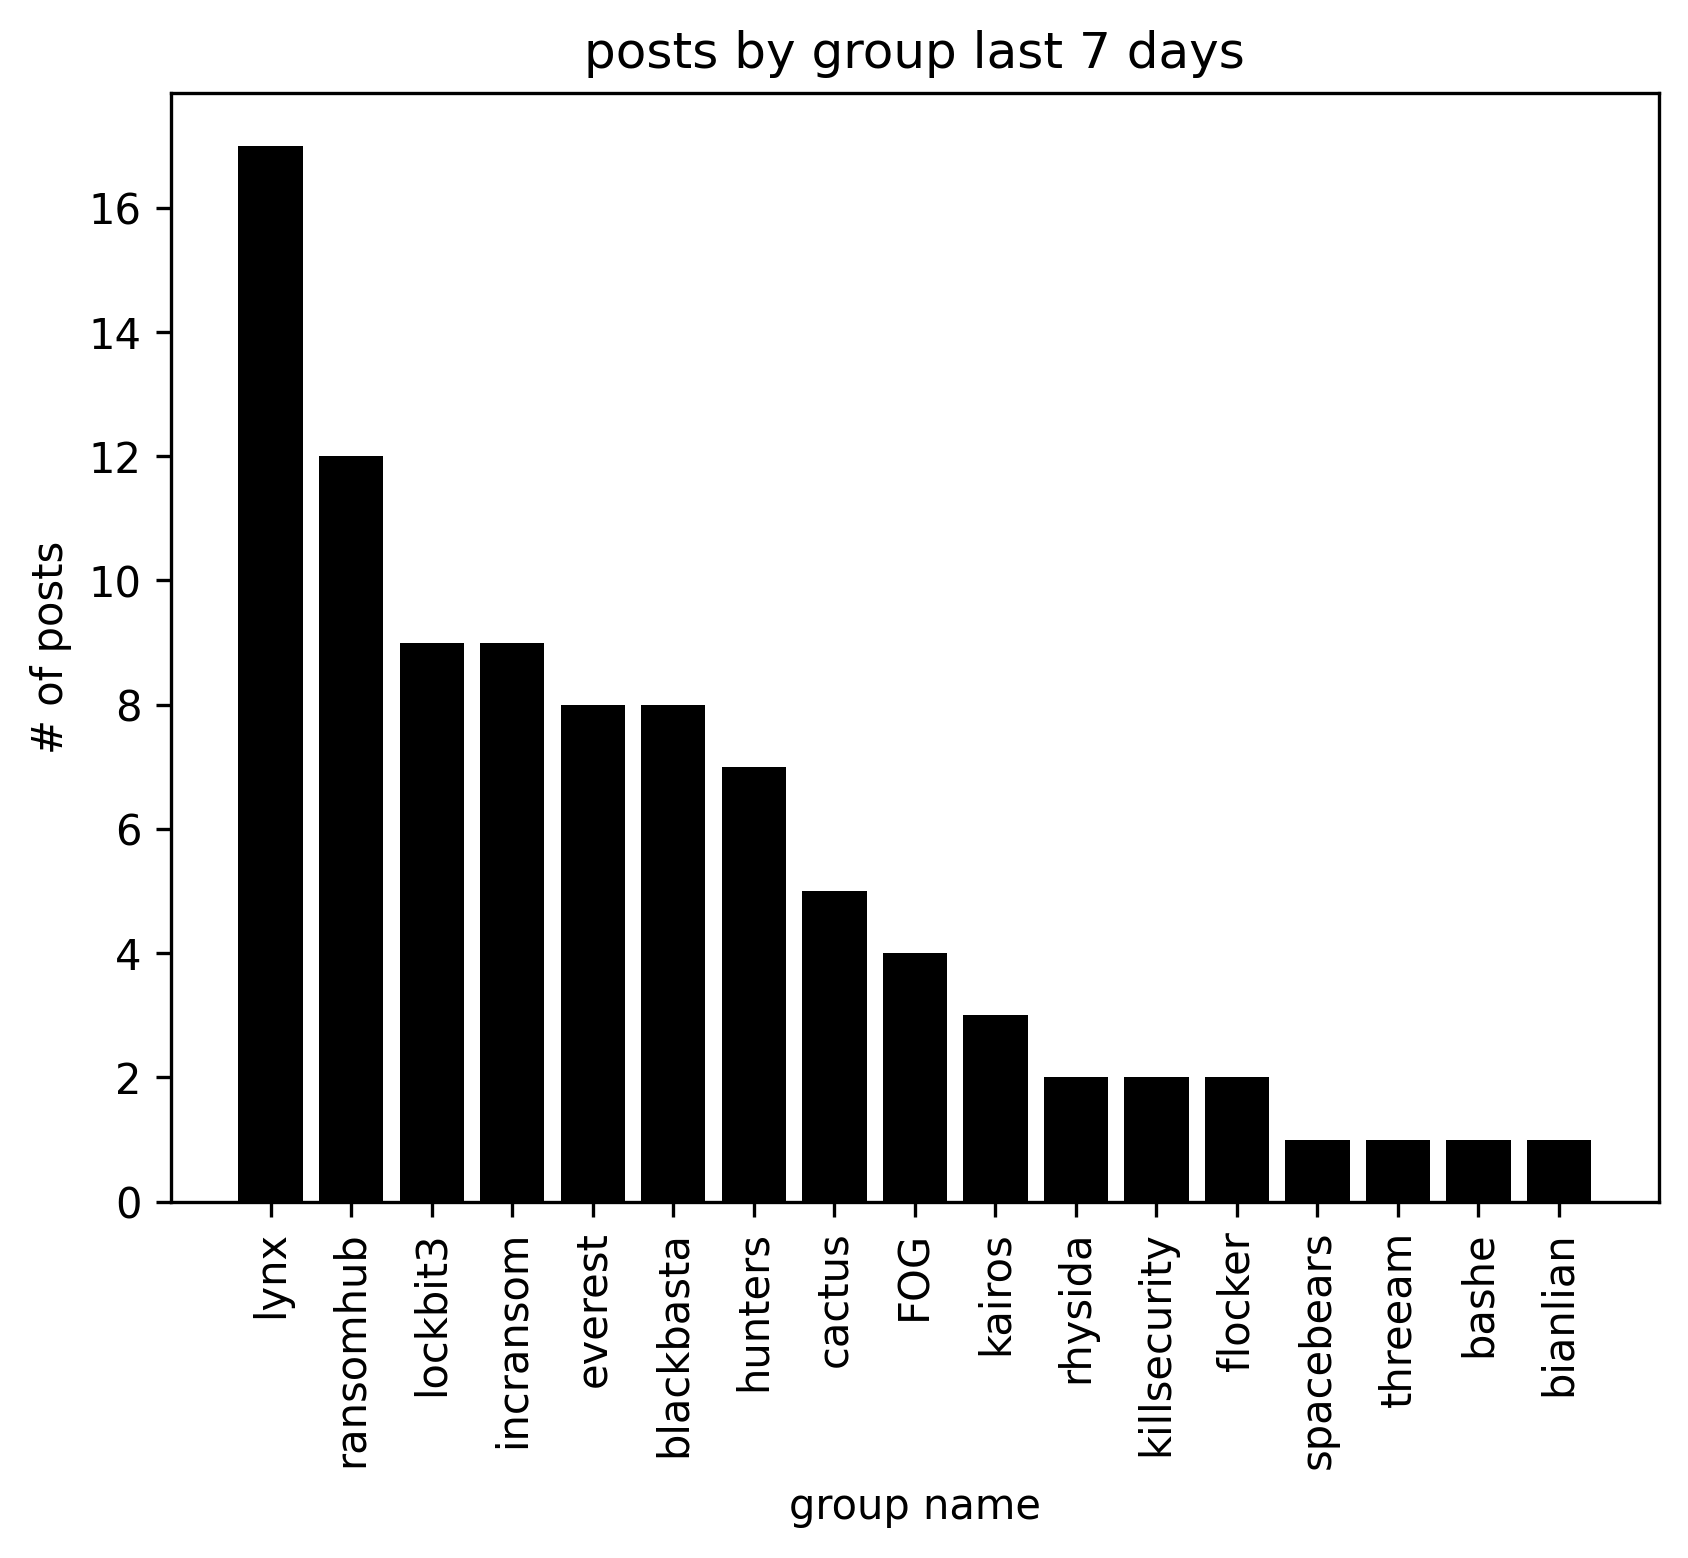 posts by group last 7 days
# of posts
16
14
12
10
8
6
4
2
0
lynx
ransomhub
lockbit3
incransom
everest
blackbasta
hunters
cactus
FOG
kairos
rhysida
killsecurity
flocker
spacebears
threeam
bashe
bianlian
group name